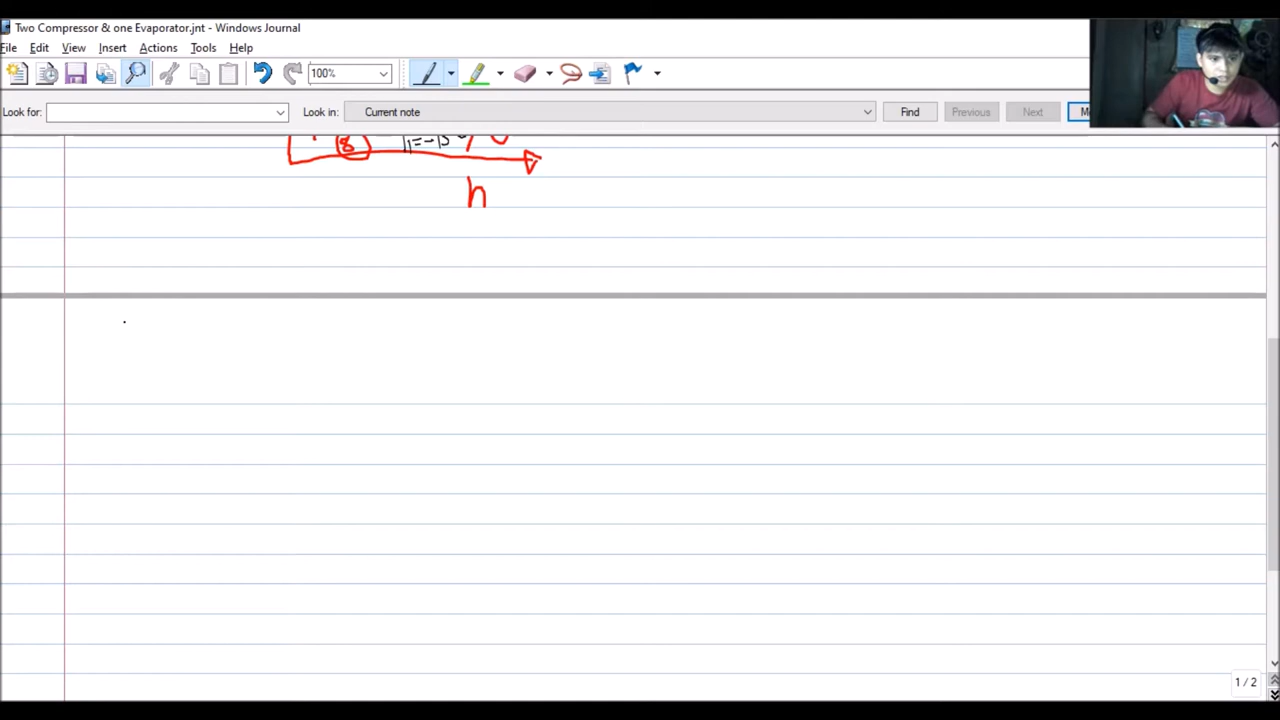 Two Compressor & one Evaporator.jnt - Windows Journal
File Edit View Insert Actions Tools Help
100%
Look for: Look in: Current note Find Previous Next
8
h
1 / 2